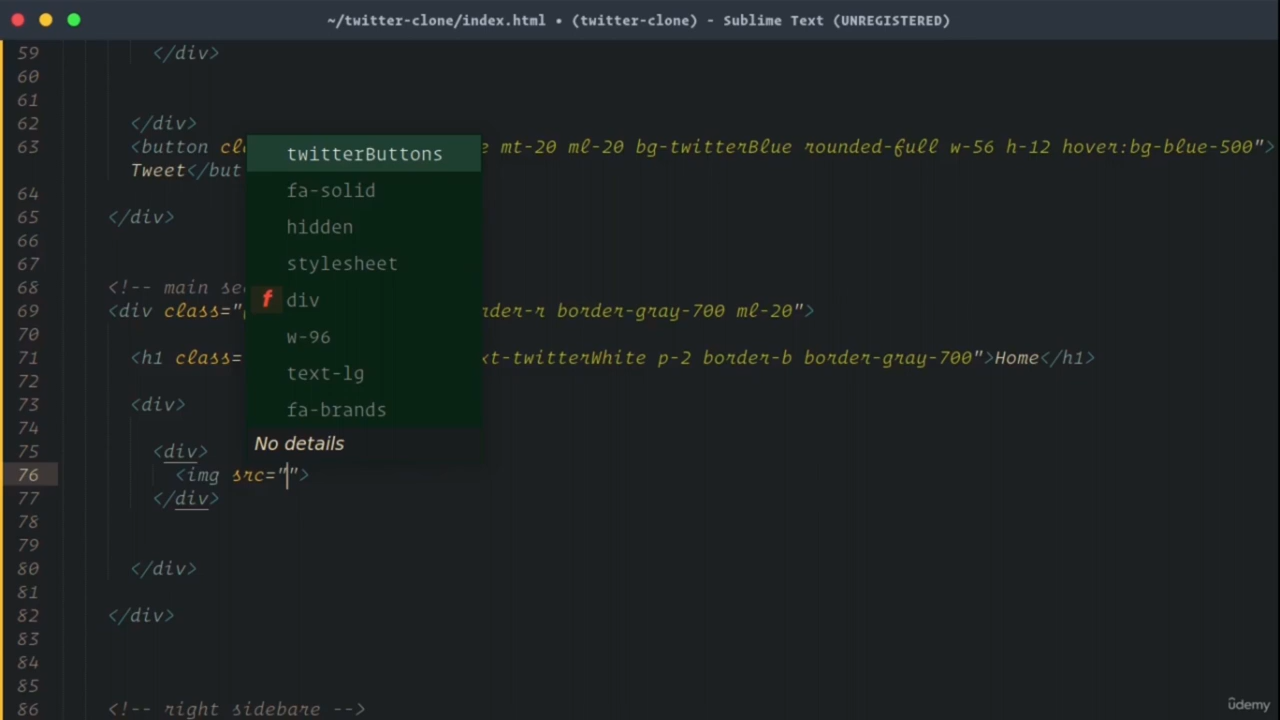 ~/twitter-clone/index.html • (twitter-clone) - Sublime Text (UNREGISTERED)
59 </div>
60
61
62 </div>
63 <button cl e mt-20 ml-20 bg-twitterBlue rounded-full w-56 h-12 hover:bg-blue-500">
Tweet</but
64
65 </div>
66
67
68 <!-- main se
69 <div class=" rder-r border-gray-700 ml-20">
70
71 <h1 class= xt-twitterWhite p-2 border-b border-gray-700">Home</h1>
72
73 <div>
74
75 <div>
76 <img src="">
77 </div>
78
79
80 </div>
81
82 </div>
83
84
85
86 <!-- right sidebare -->
twitterButtons
fa-solid
hidden
stylesheet
f div
w-96
text-lg
fa-brands
No details
ûdemy